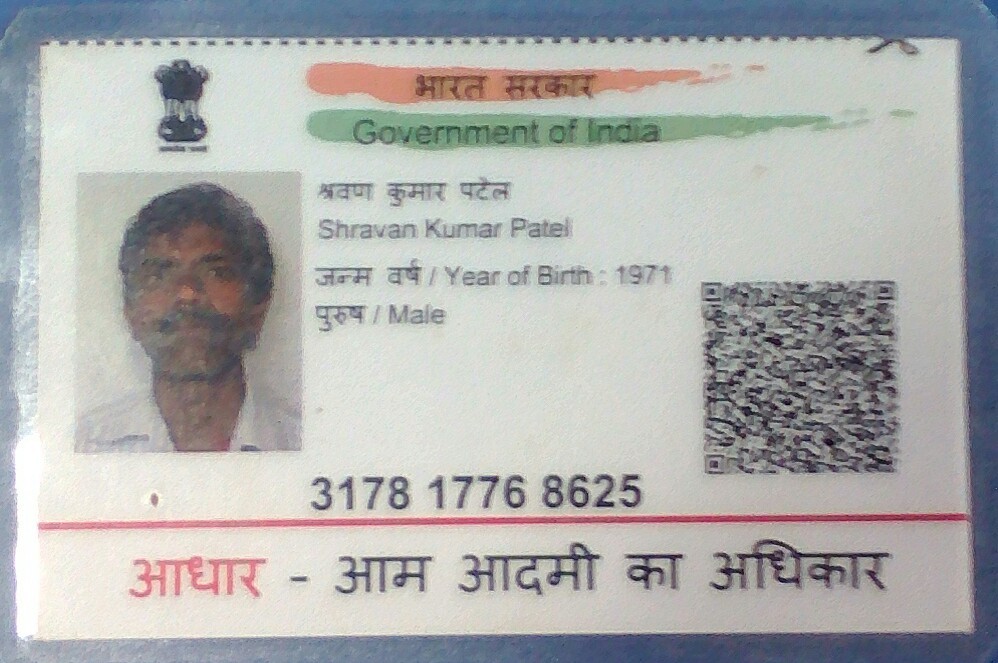 भारत सरकार
Government of India
श्रवण कुमार पटेल
Shravan Kumar Patel
जन्म वर्ष / Year of Birth : 1971
पुरुष / Male
3178 1776 8625
आधार - आम आदमी का अधिकार